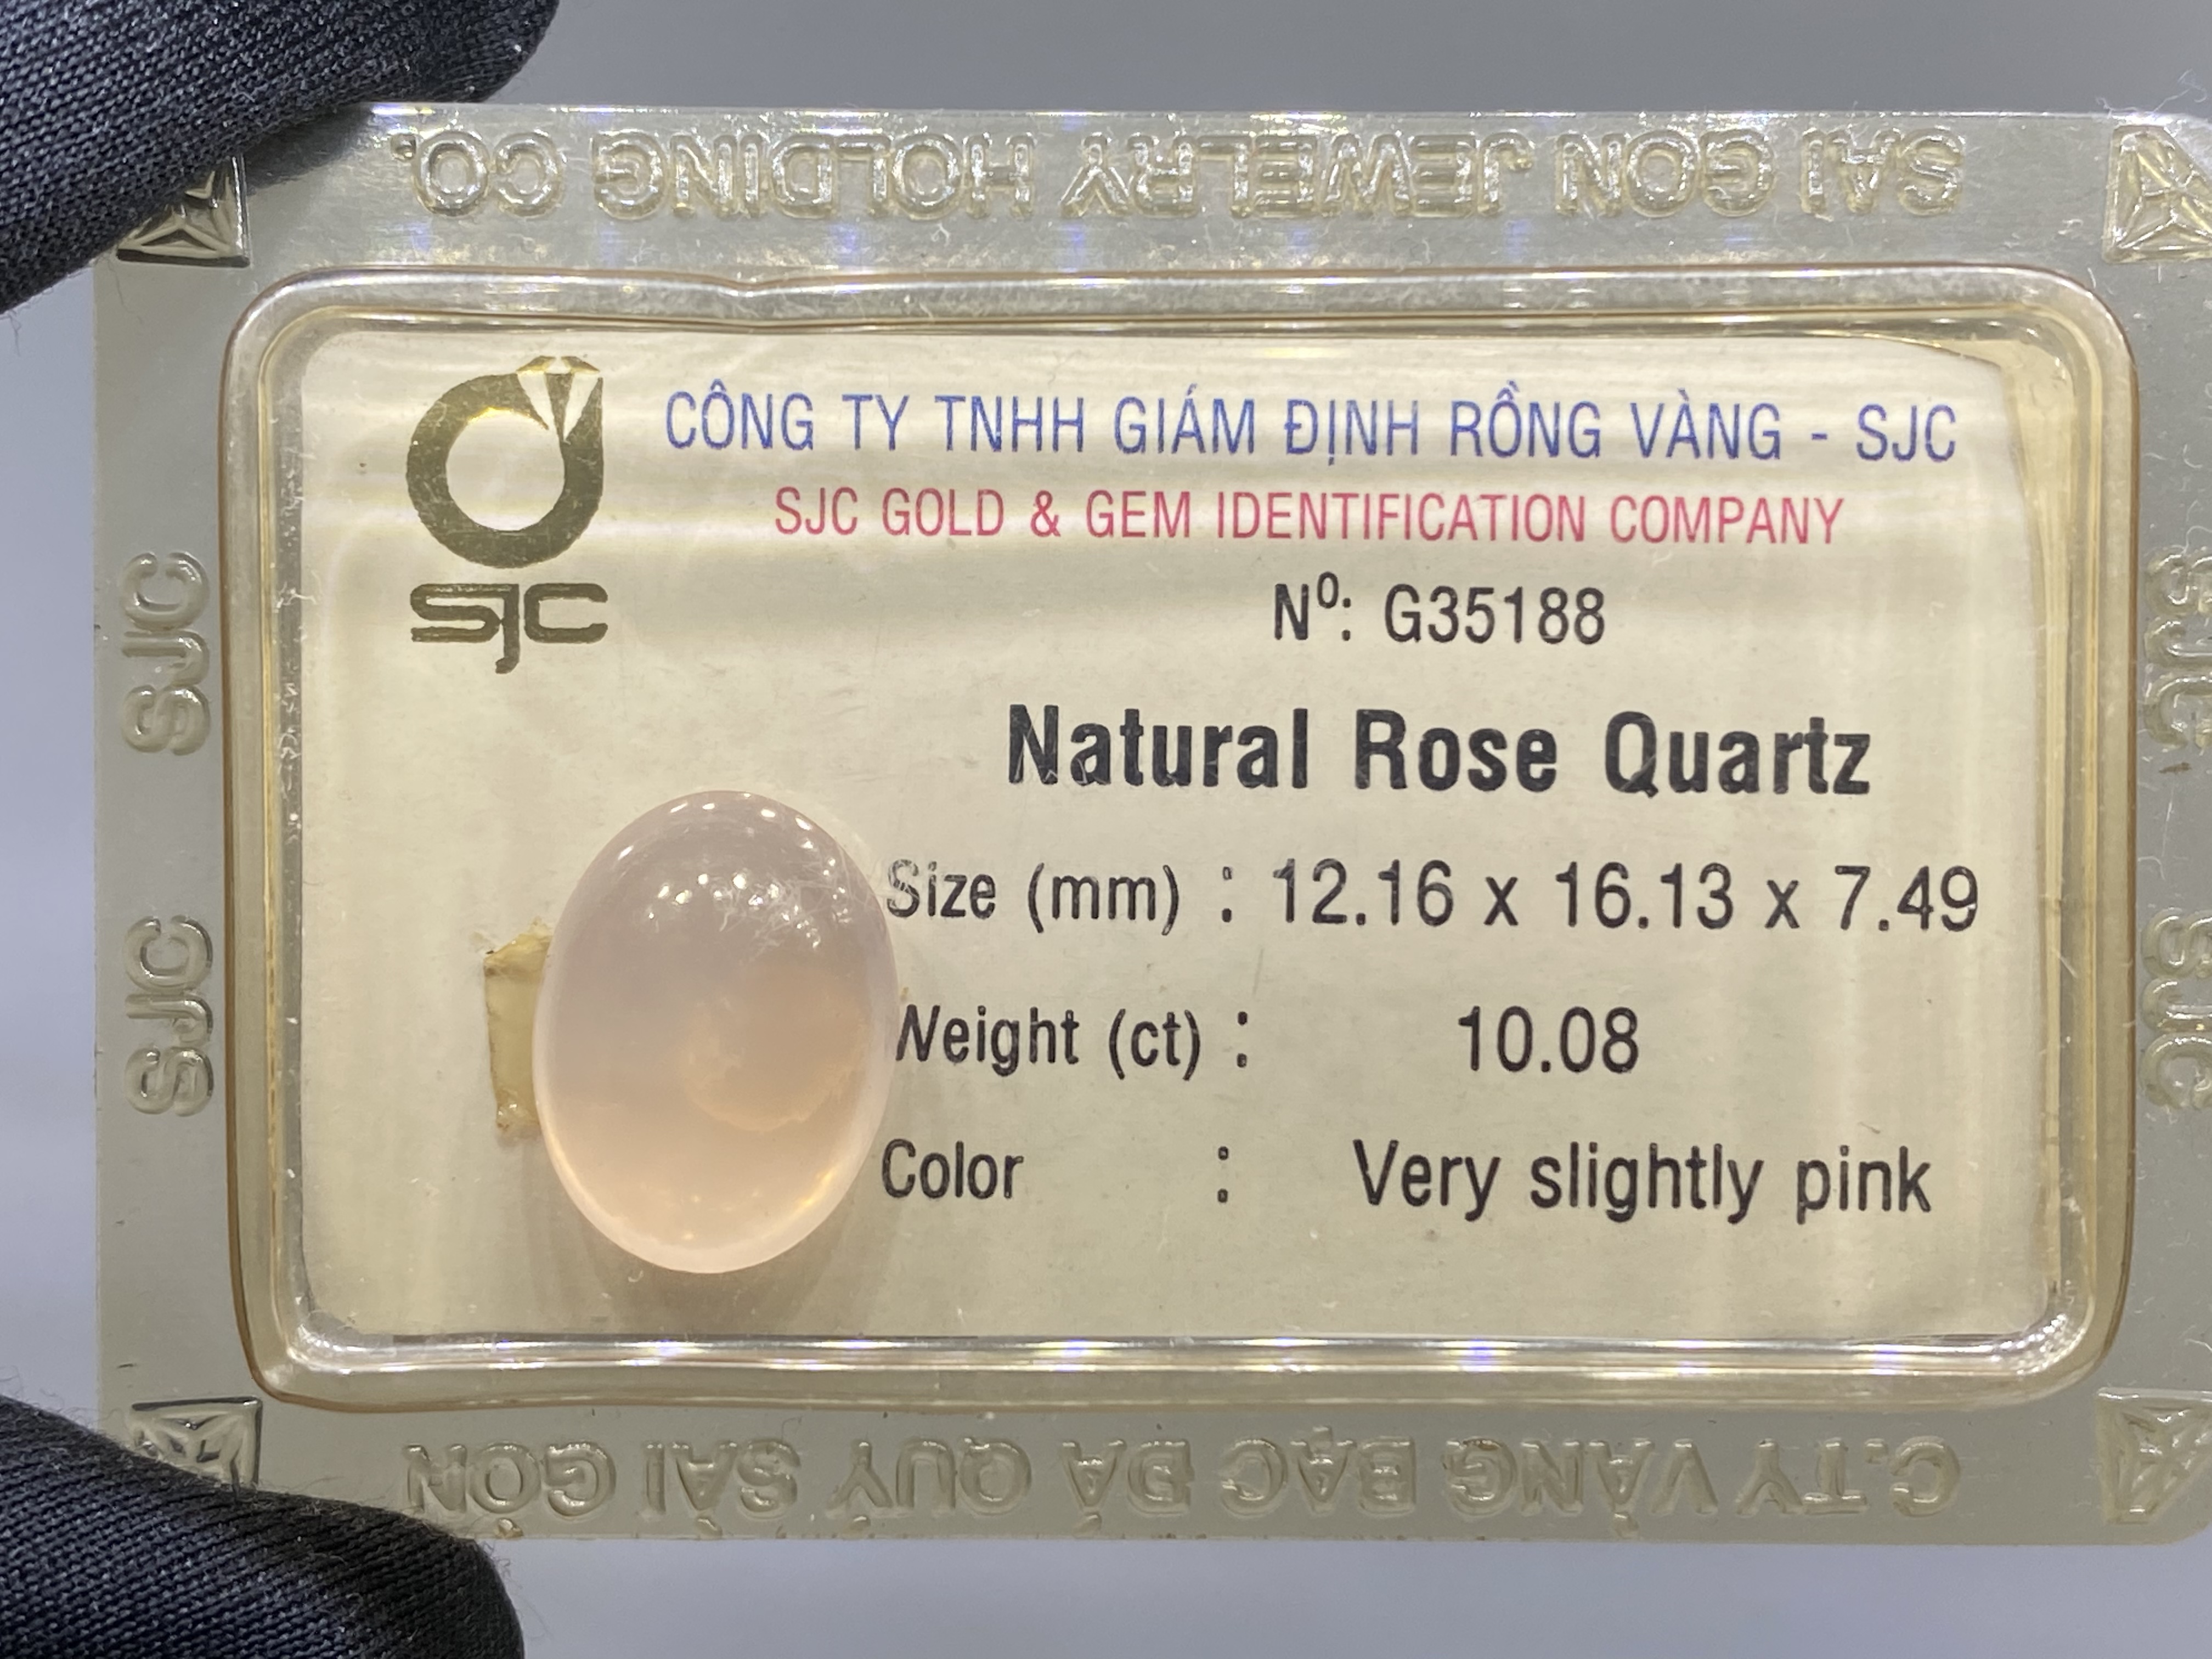 SAI GON JEWELRY HOLDING CO.
SJC
CÔNG TY TNHH GIÁM ĐỊNH RỒNG VÀNG - SJC
SJC GOLD & GEM IDENTIFICATION COMPANY
Nº: G35188
Natural Rose Quartz
Size (mm) : 12.16 x 16.13 x 7.49
Weight (ct) : 10.08
Color : Very slightly pink
SJC
SJC
SJC
SJC
C.TY VÀNG BẠC ĐÁ QUÝ SÀI GÒN